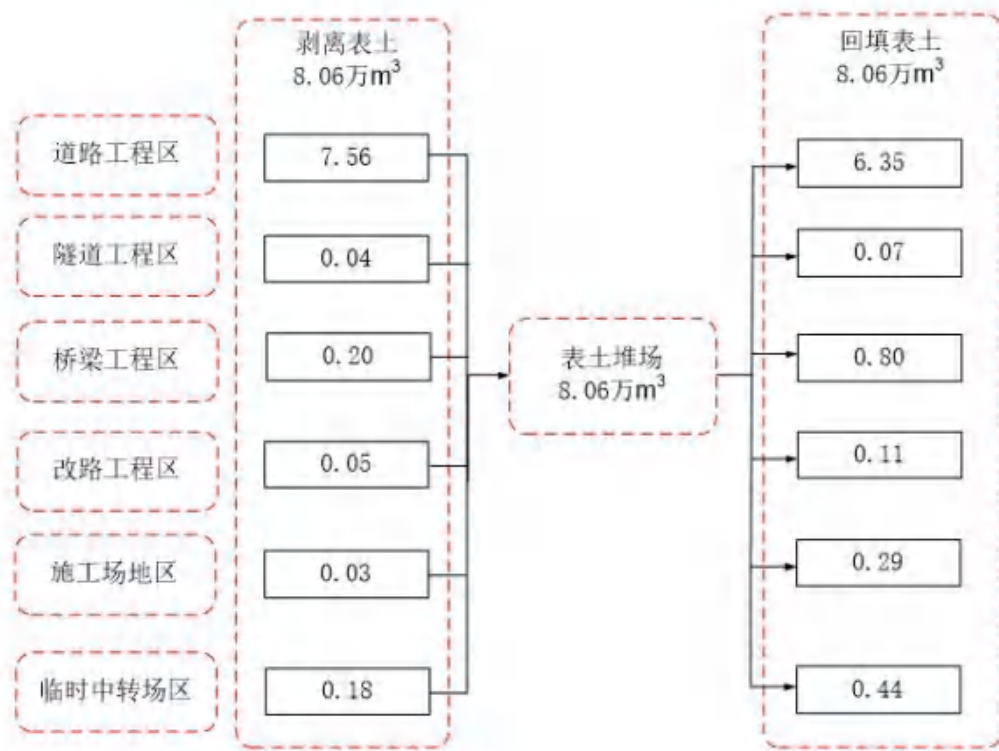 剥离表土
8.06万m³
回填表土
8.06万m³
道路工程区
7.56
6.35
隧道工程区
0.04
0.07
桥梁工程区
0.20
表土堆场
8.06万m³
0.80
改路工程区
0.05
0.11
施工场地区
0.03
0.29
临时中转场区
0.18
0.44